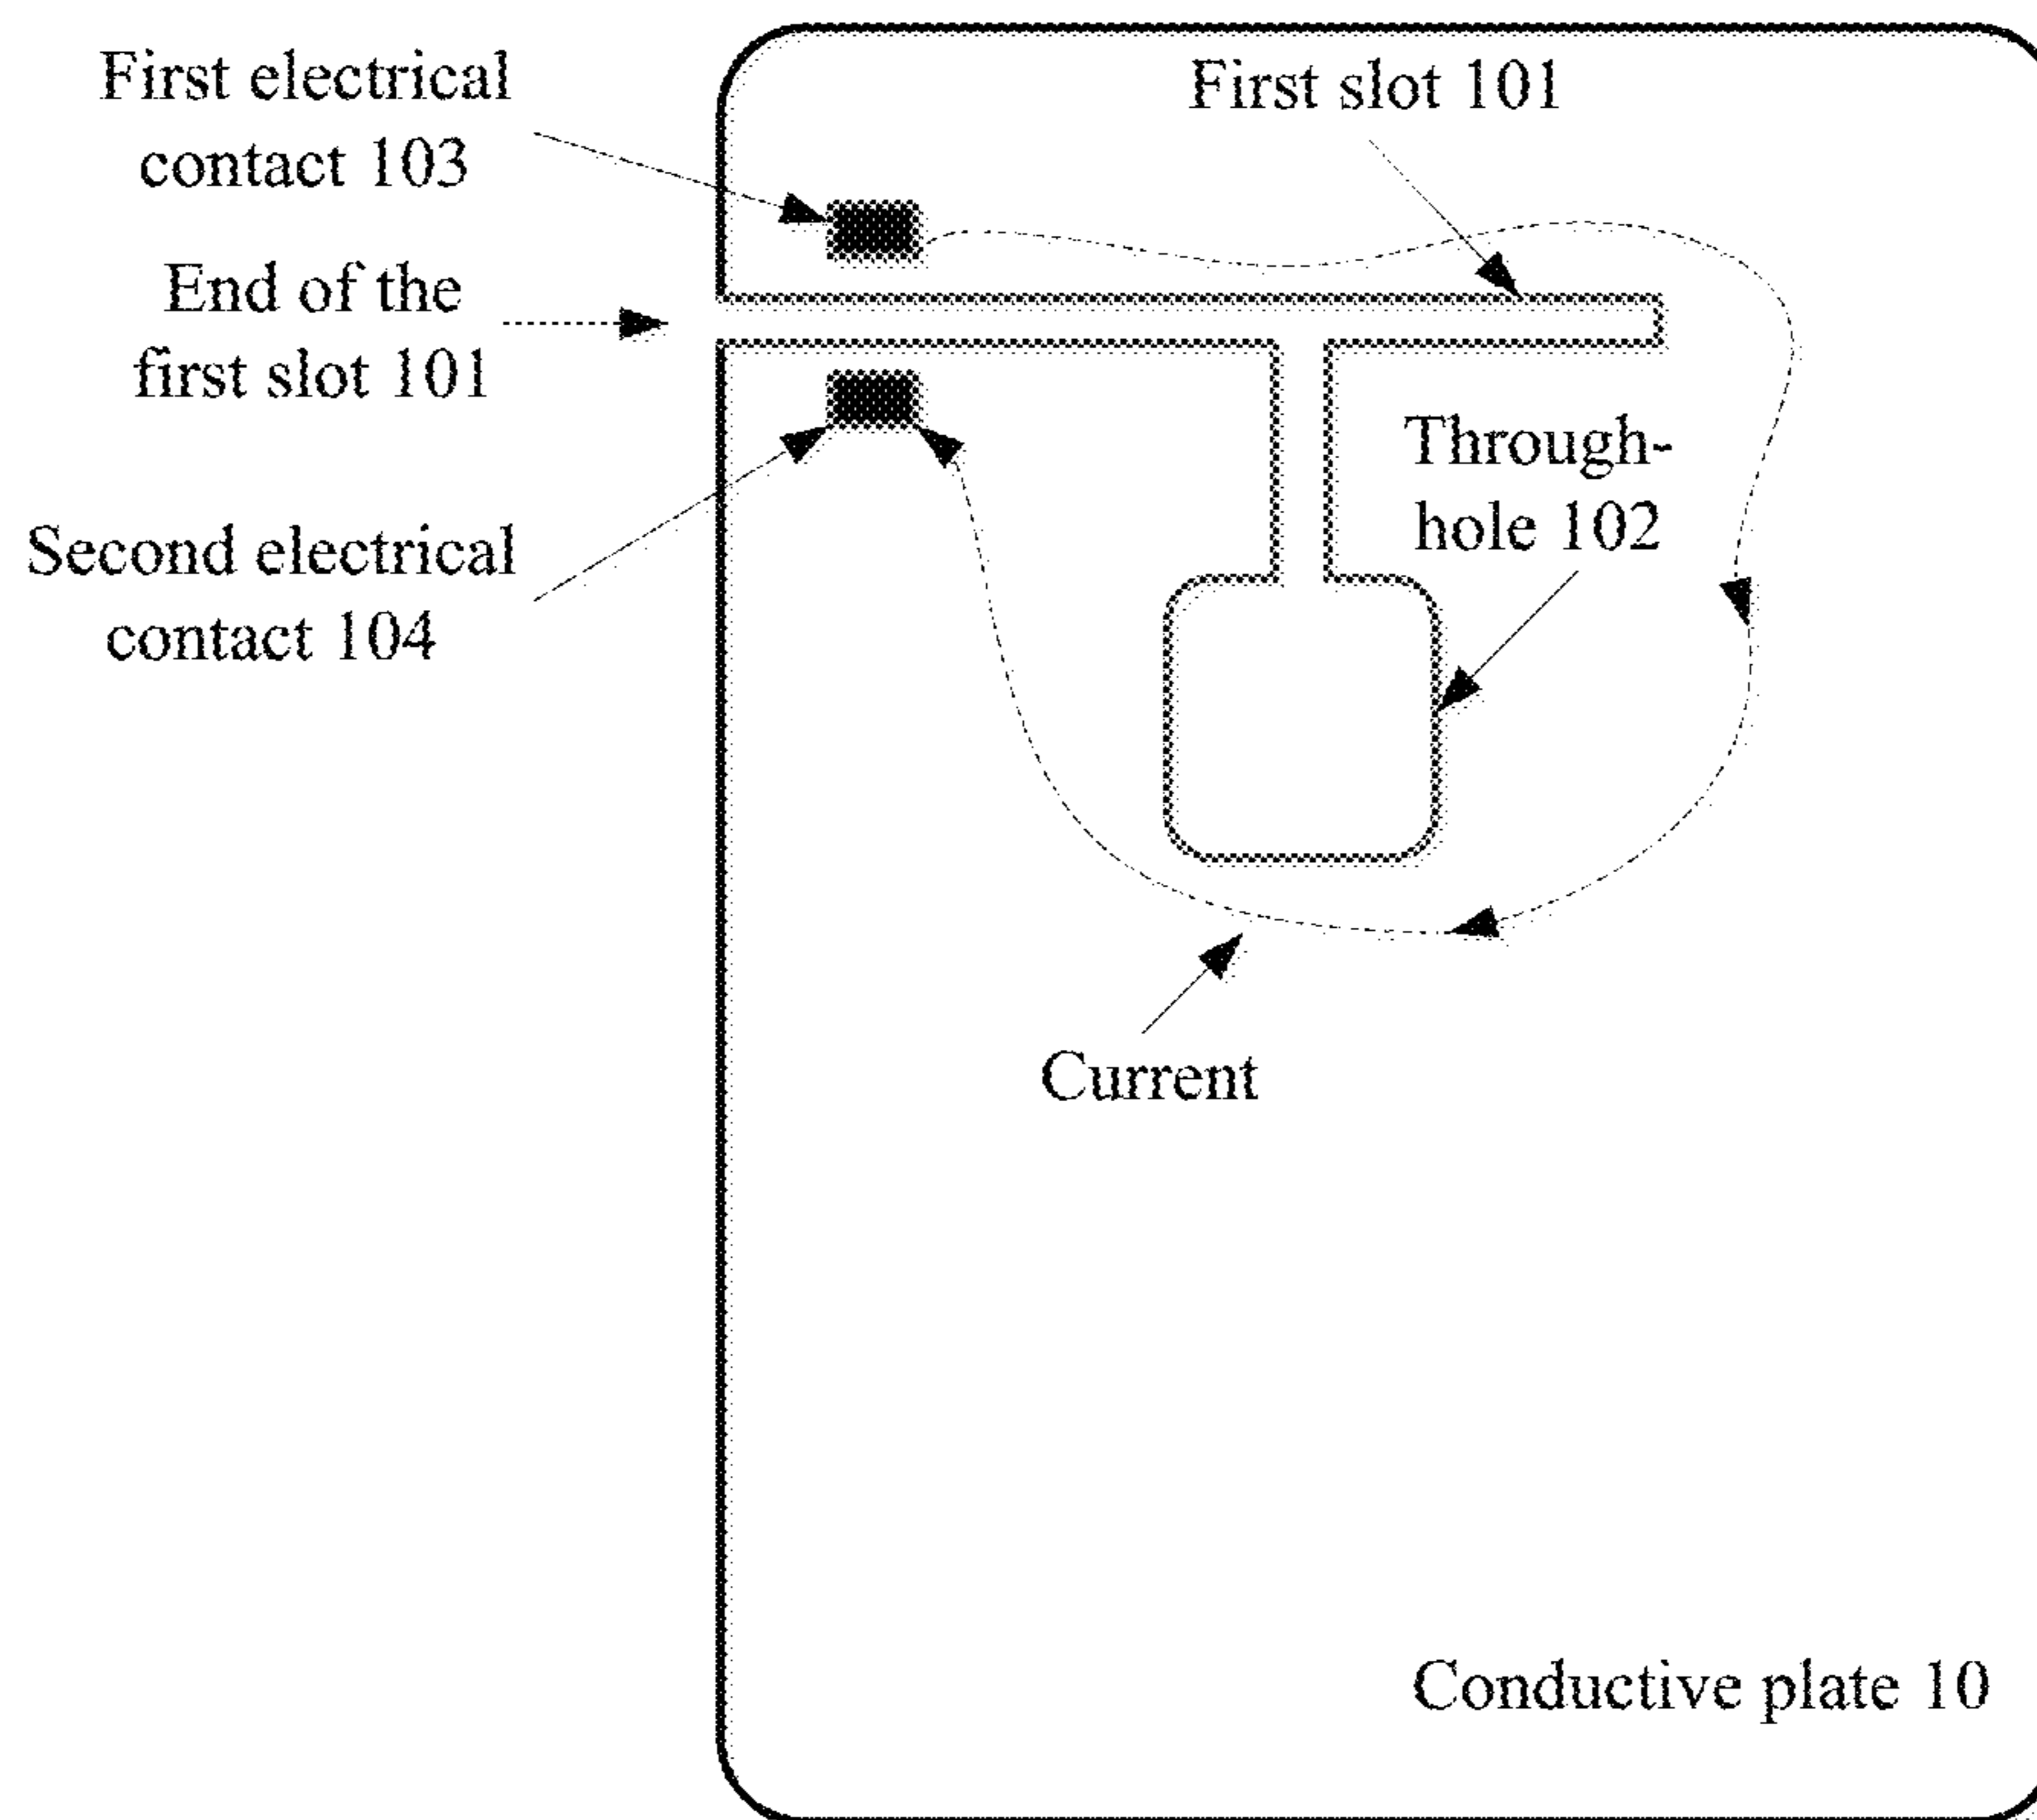 First electrical
contact 103
First slot 101
End of the
first slot 101
Through-
hole 102
Second electrical
contact 104
Current
Conductive plate 10